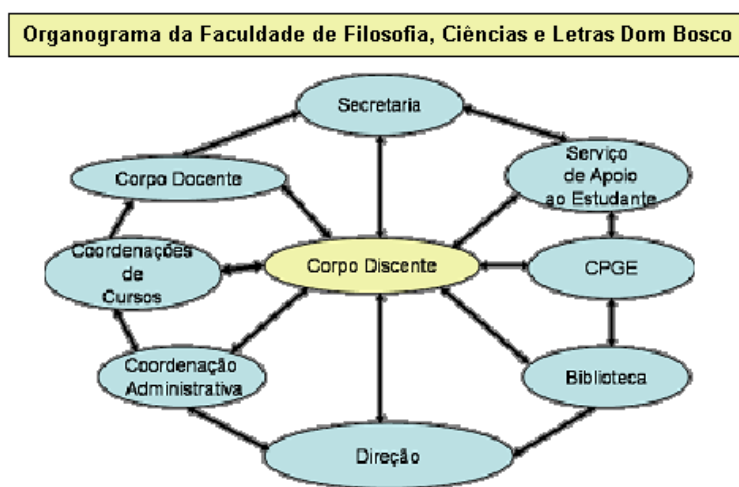 Organograma da Faculdade de Filosofia, Ciências e Letras Dom Bosco
Secretaria
Corpo Docente
Serviço
de Apoio
ao Estudante
Coordenações
de
Cursos
Corpo Discente
CPGE
Coordenação
Administrativa
Biblioteca
Direção